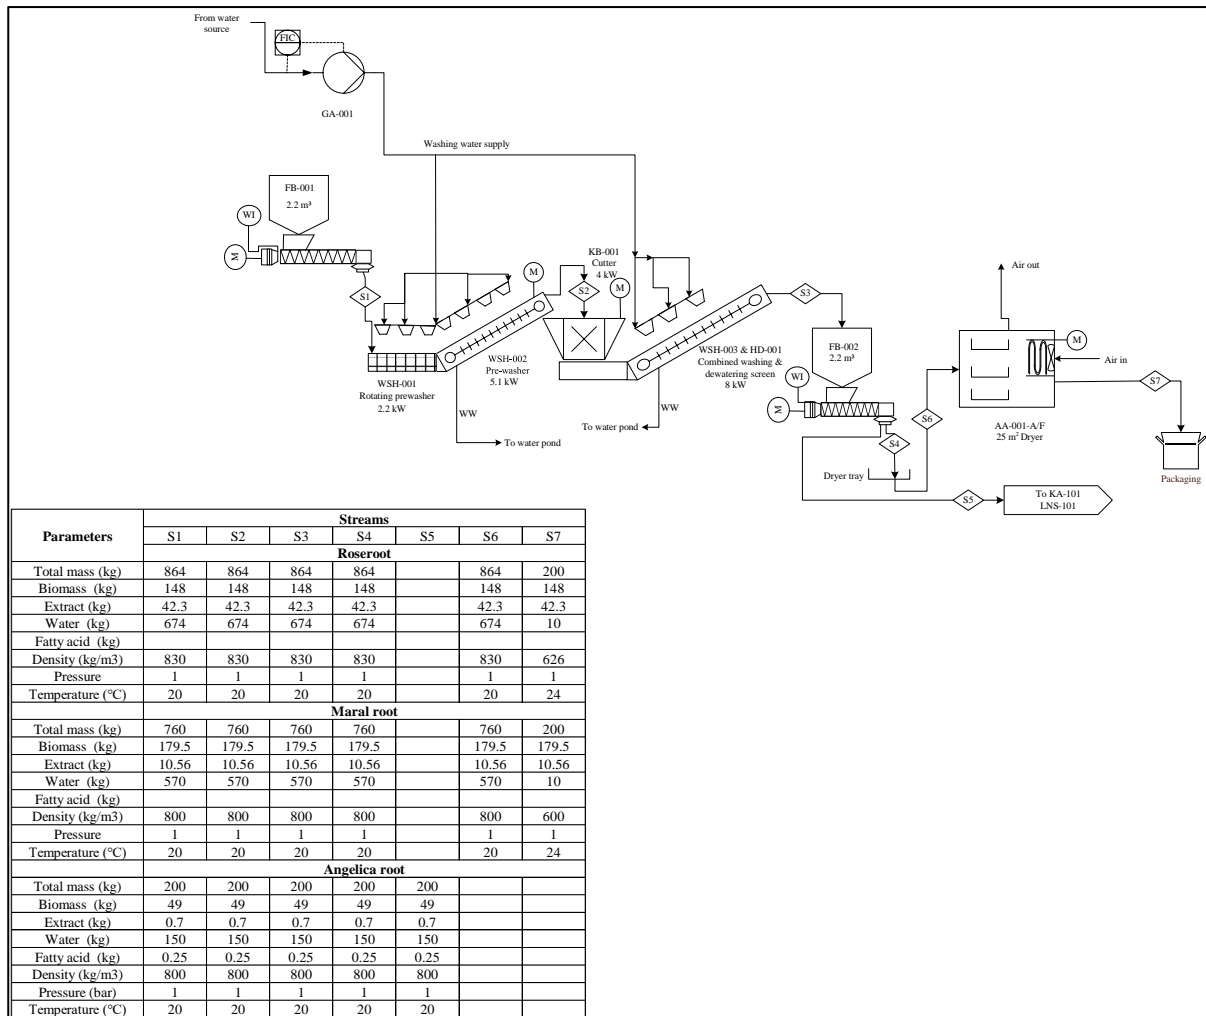 From water
source
FIC
GA-001
Washing water supply
FB-001
2.2 m³
WI
M
S1
WSH-001
Rotating prewasher
2.2 kW
M
WSH-002
Pre-washer
5.1 kW
WW
To water pond
KB-001
Cutter
4 kW
S2
M
WSH-003 & HD-001
Combined washing &
dewatering screen
8 kW
WW
To water pond
S3
FB-002
2.2 m³
WI
M
S4
Dryer tray
S5
To KA-101
LNS-101
S6
Air out
M
Air in
AA-001-A/F
25 m² Dryer
S7
Packaging
Parameters Streams
S1 S2 S3 S4 S5 S6 S7
Roseroot
Total mass (kg) 864 864 864 864 864 200
Biomass (kg) 148 148 148 148 148 148
Extract (kg) 42.3 42.3 42.3 42.3 42.3 42.3
Water (kg) 674 674 674 674 674 10
Fatty acid (kg)
Density (kg/m3) 830 830 830 830 830 626
Pressure 1 1 1 1 1 1
Temperature (°C) 20 20 20 20 20 24
Maral root
Total mass (kg) 760 760 760 760 760 200
Biomass (kg) 179.5 179.5 179.5 179.5 179.5 179.5
Extract (kg) 10.56 10.56 10.56 10.56 10.56 10.56
Water (kg) 570 570 570 570 570 10
Fatty acid (kg)
Density (kg/m3) 800 800 800 800 800 600
Pressure 1 1 1 1 1 1
Temperature (°C) 20 20 20 20 20 24
Angelica root
Total mass (kg) 200 200 200 200 200
Biomass (kg) 49 49 49 49 49
Extract (kg) 0.7 0.7 0.7 0.7 0.7
Water (kg) 150 150 150 150 150
Fatty acid (kg) 0.25 0.25 0.25 0.25 0.25
Density (kg/m3) 800 800 800 800 800
Pressure (bar) 1 1 1 1 1
Temperature (°C) 20 20 20 20 20